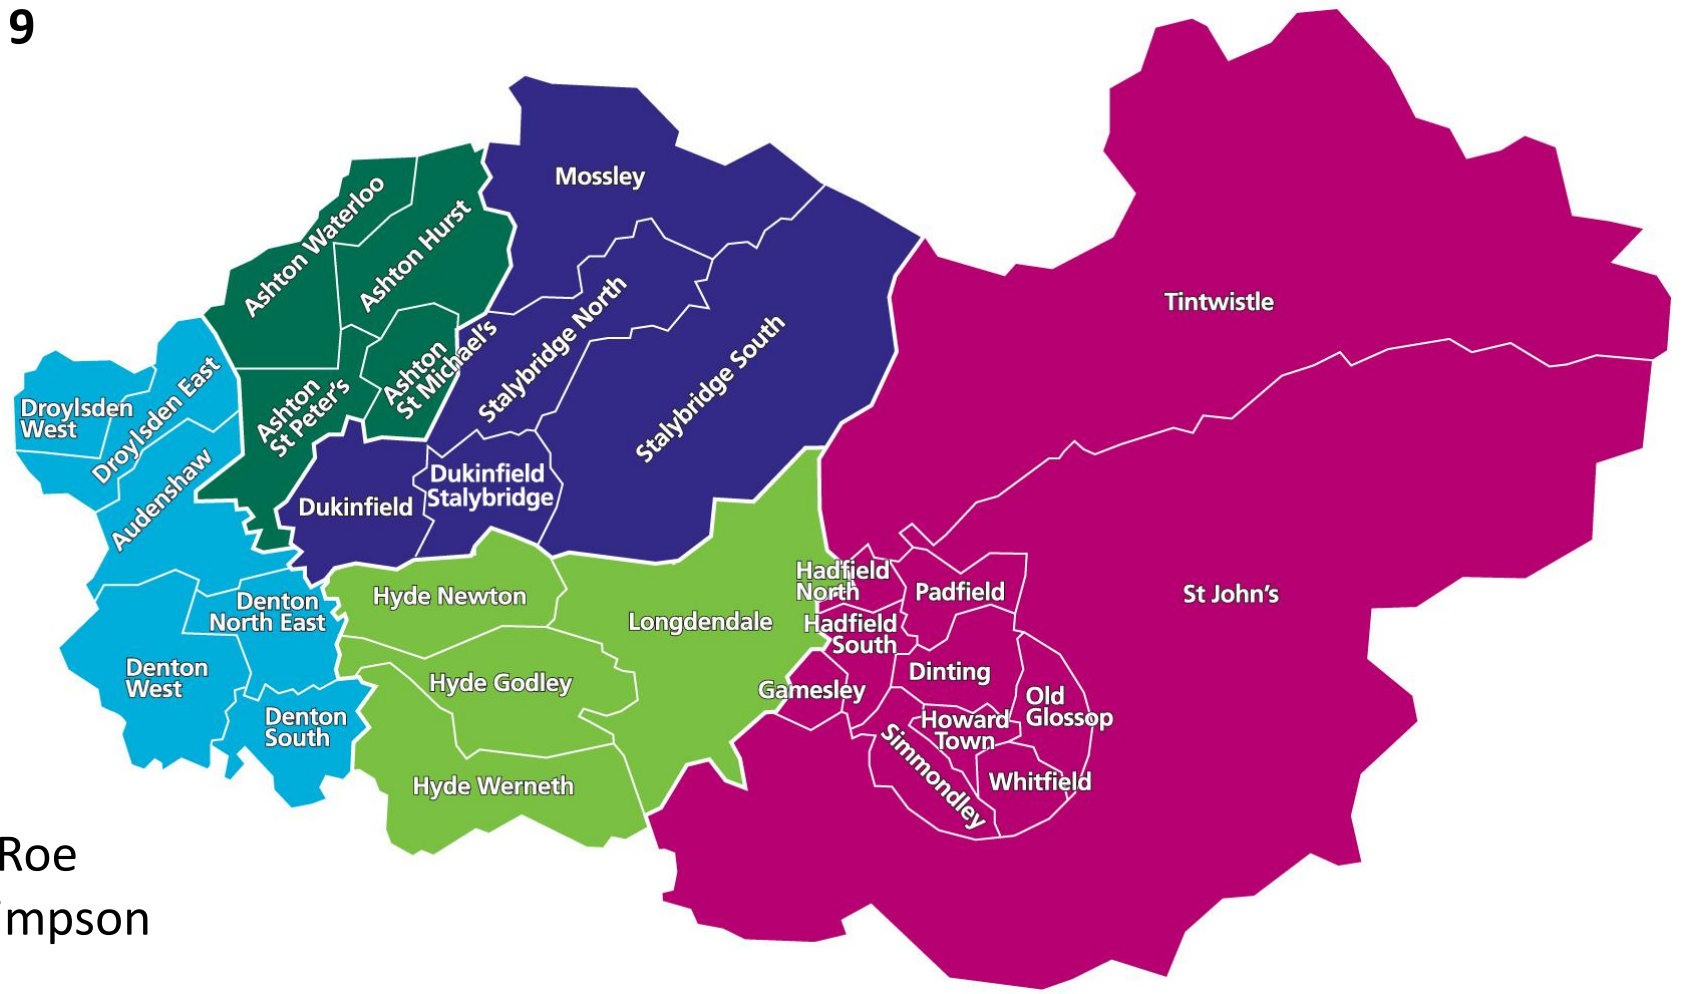 9
Mossley
Ashton Waterloo
Ashton Hurst
Tintwistle
Stalybridge North
Ashton
St Michael's
Stalybridge South
Droylsden
West
Droylsden East
Ashton
St Peter's
Audenshaw
Dukinfield
Dukinfield
Stalybridge
Hadfield
North
Padfield
St John's
Hyde Newton
Denton
North East
Longdendale
Hadfield
South
Denton
West
Hyde Godley
Gamesley
Dinting
Old
Glossop
Denton
South
Howard
Town
Simmondley
Whitfield
Hyde Werneth
Roe
impson